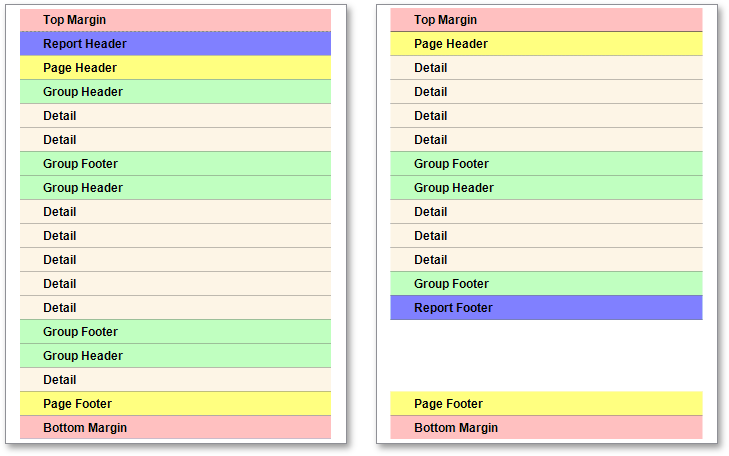 Top Margin
Report Header
Page Header
Group Header
Detail
Detail
Group Footer
Group Header
Detail
Detail
Detail
Detail
Detail
Group Footer
Group Header
Detail
Page Footer
Bottom Margin
Top Margin
Page Header
Detail
Detail
Detail
Detail
Group Footer
Group Header
Detail
Detail
Detail
Group Footer
Report Footer
Page Footer
Bottom Margin